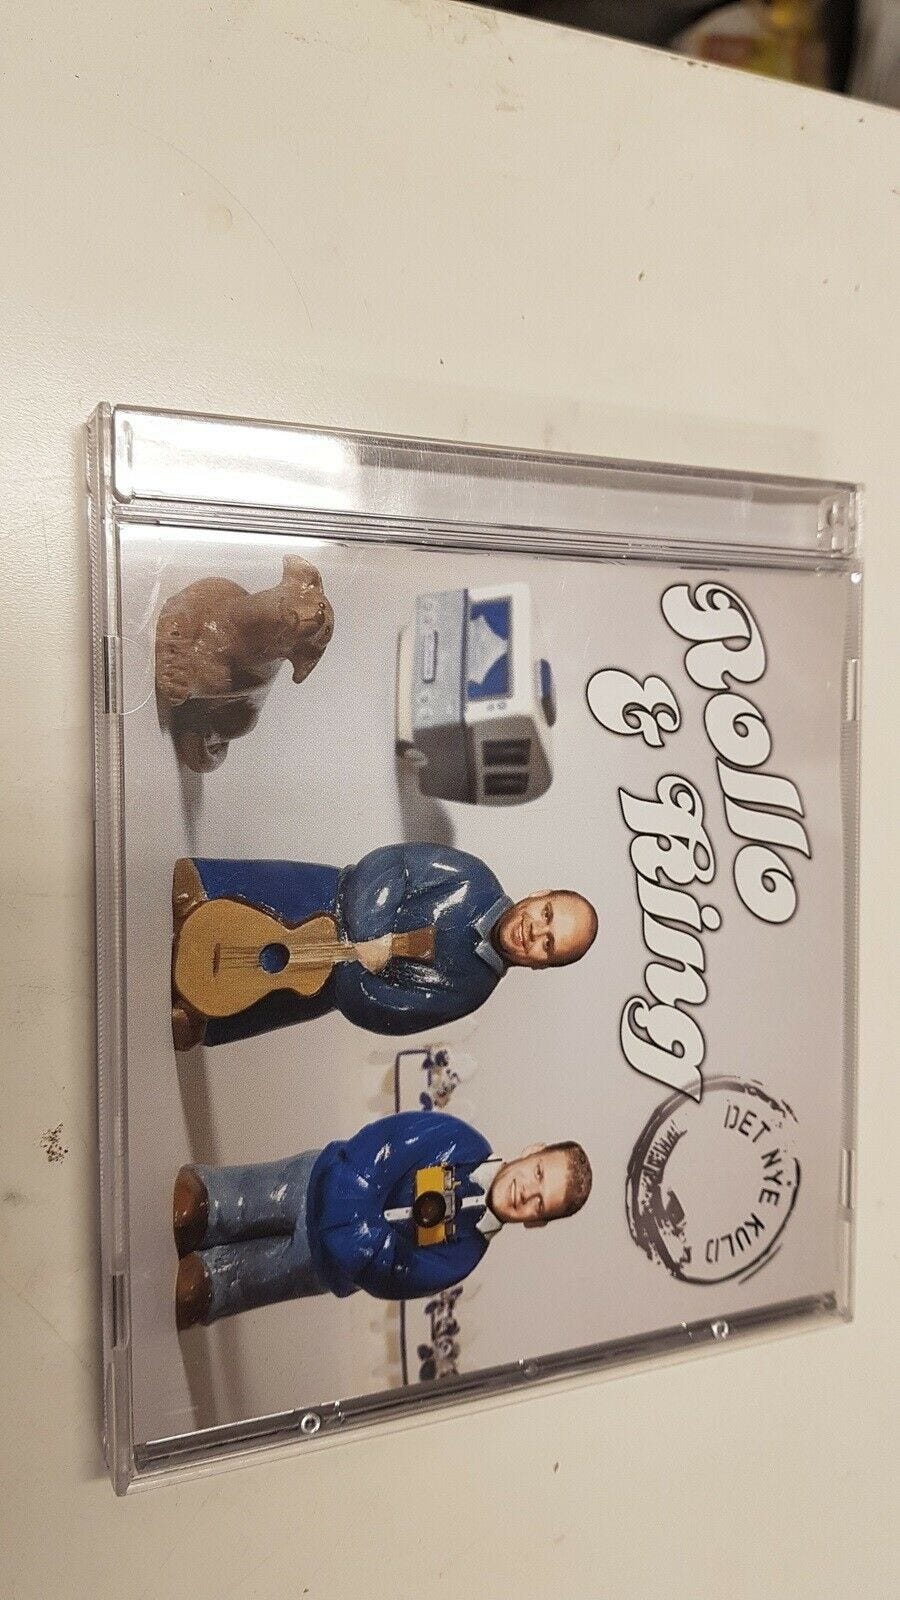 Rollo
& King
DET NYE KULD